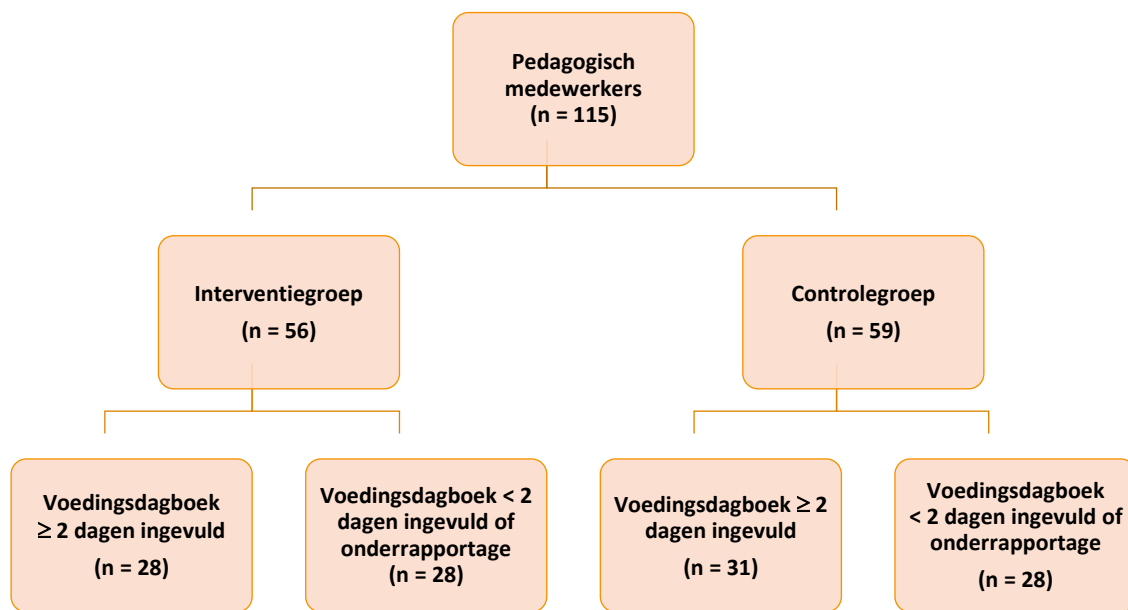 Pedagogisch
medewerkers
(n = 115)
Interventiegroep
(n = 56)
Controlegroep
(n = 59)
Voedingsdagboek
≥ 2 dagen ingevuld
(n = 28)
Voedingsdagboek < 2
dagen ingevuld of
onderrapportage
(n = 28)
Voedingsdagboek ≥ 2
dagen ingevuld
(n = 31)
Voedingsdagboek
< 2 dagen ingevuld of
onderrapportage
(n = 28)